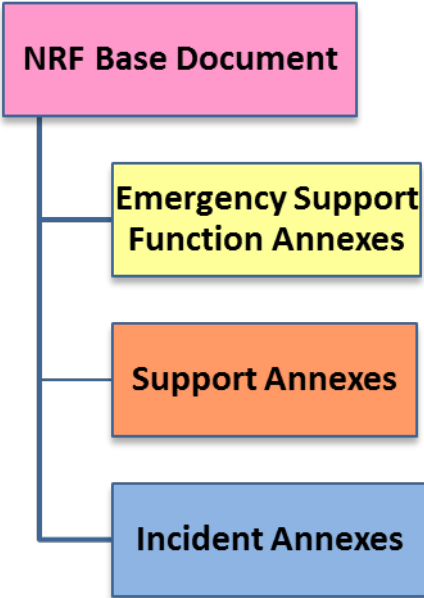 NRF Base Document
Emergency Support
Function Annexes
Support Annexes
Incident Annexes